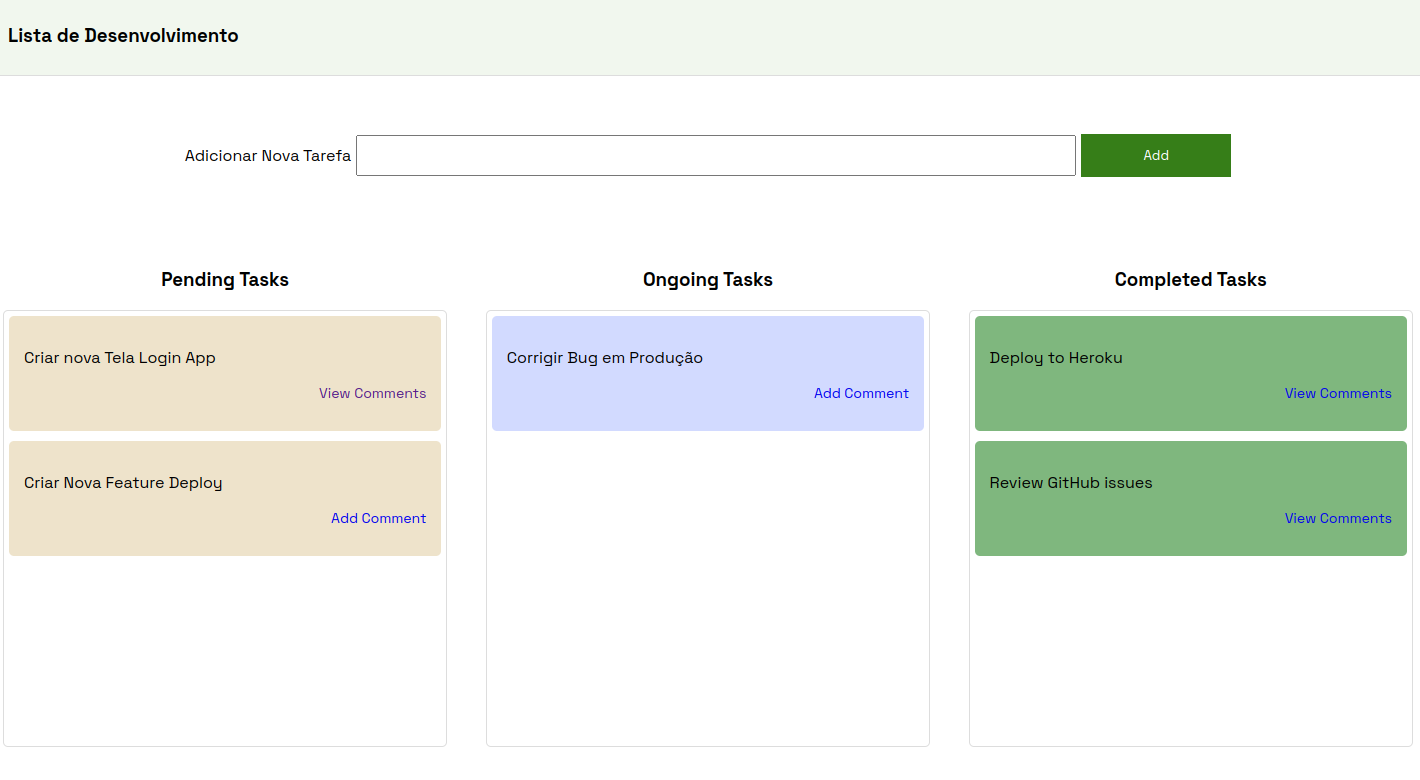 Lista de Desenvolvimento
Adicionar Nova Tarefa
Add
Pending Tasks
Criar nova Tela Login App
View Comments
Criar Nova Feature Deploy
Add Comment
Ongoing Tasks
Corrigir Bug em Produção
Add Comment
Completed Tasks
Deploy to Heroku
View Comments
Review GitHub issues
View Comments